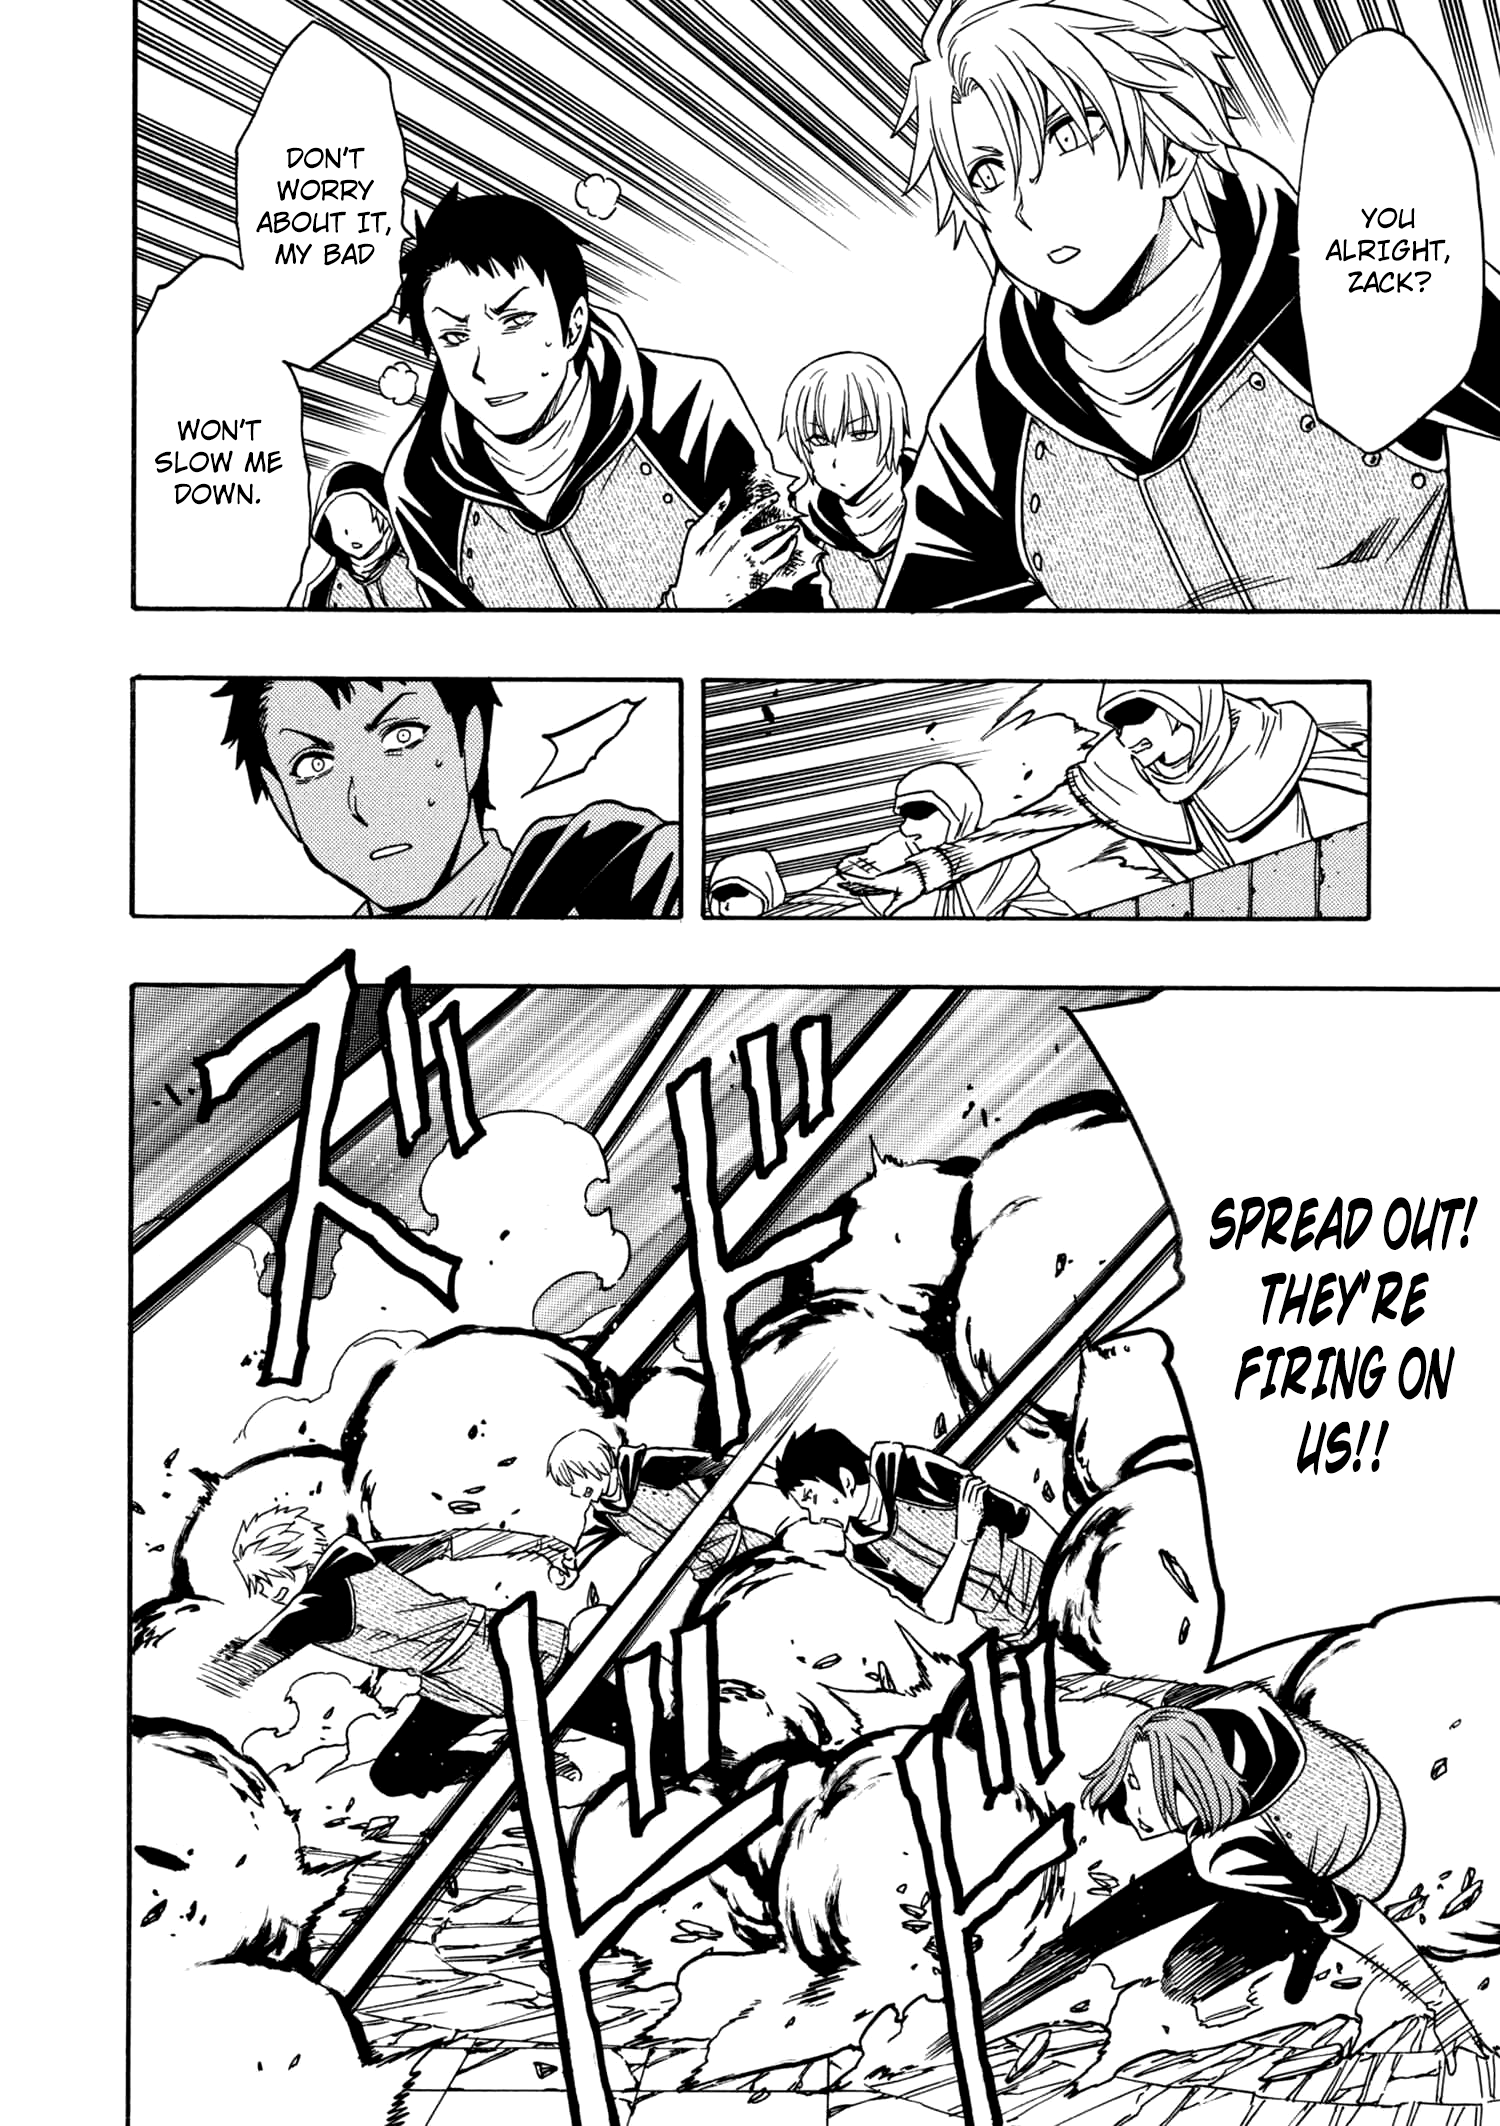 YOU
ALRIGHT,
ZACK?
DON'T
WORRY
ABOUT IT,
MY BAD
WON'T
SLOW ME
DOWN.
SPREAD OUT!
THEY'RE
FIRING ON
US!!
ズドドド